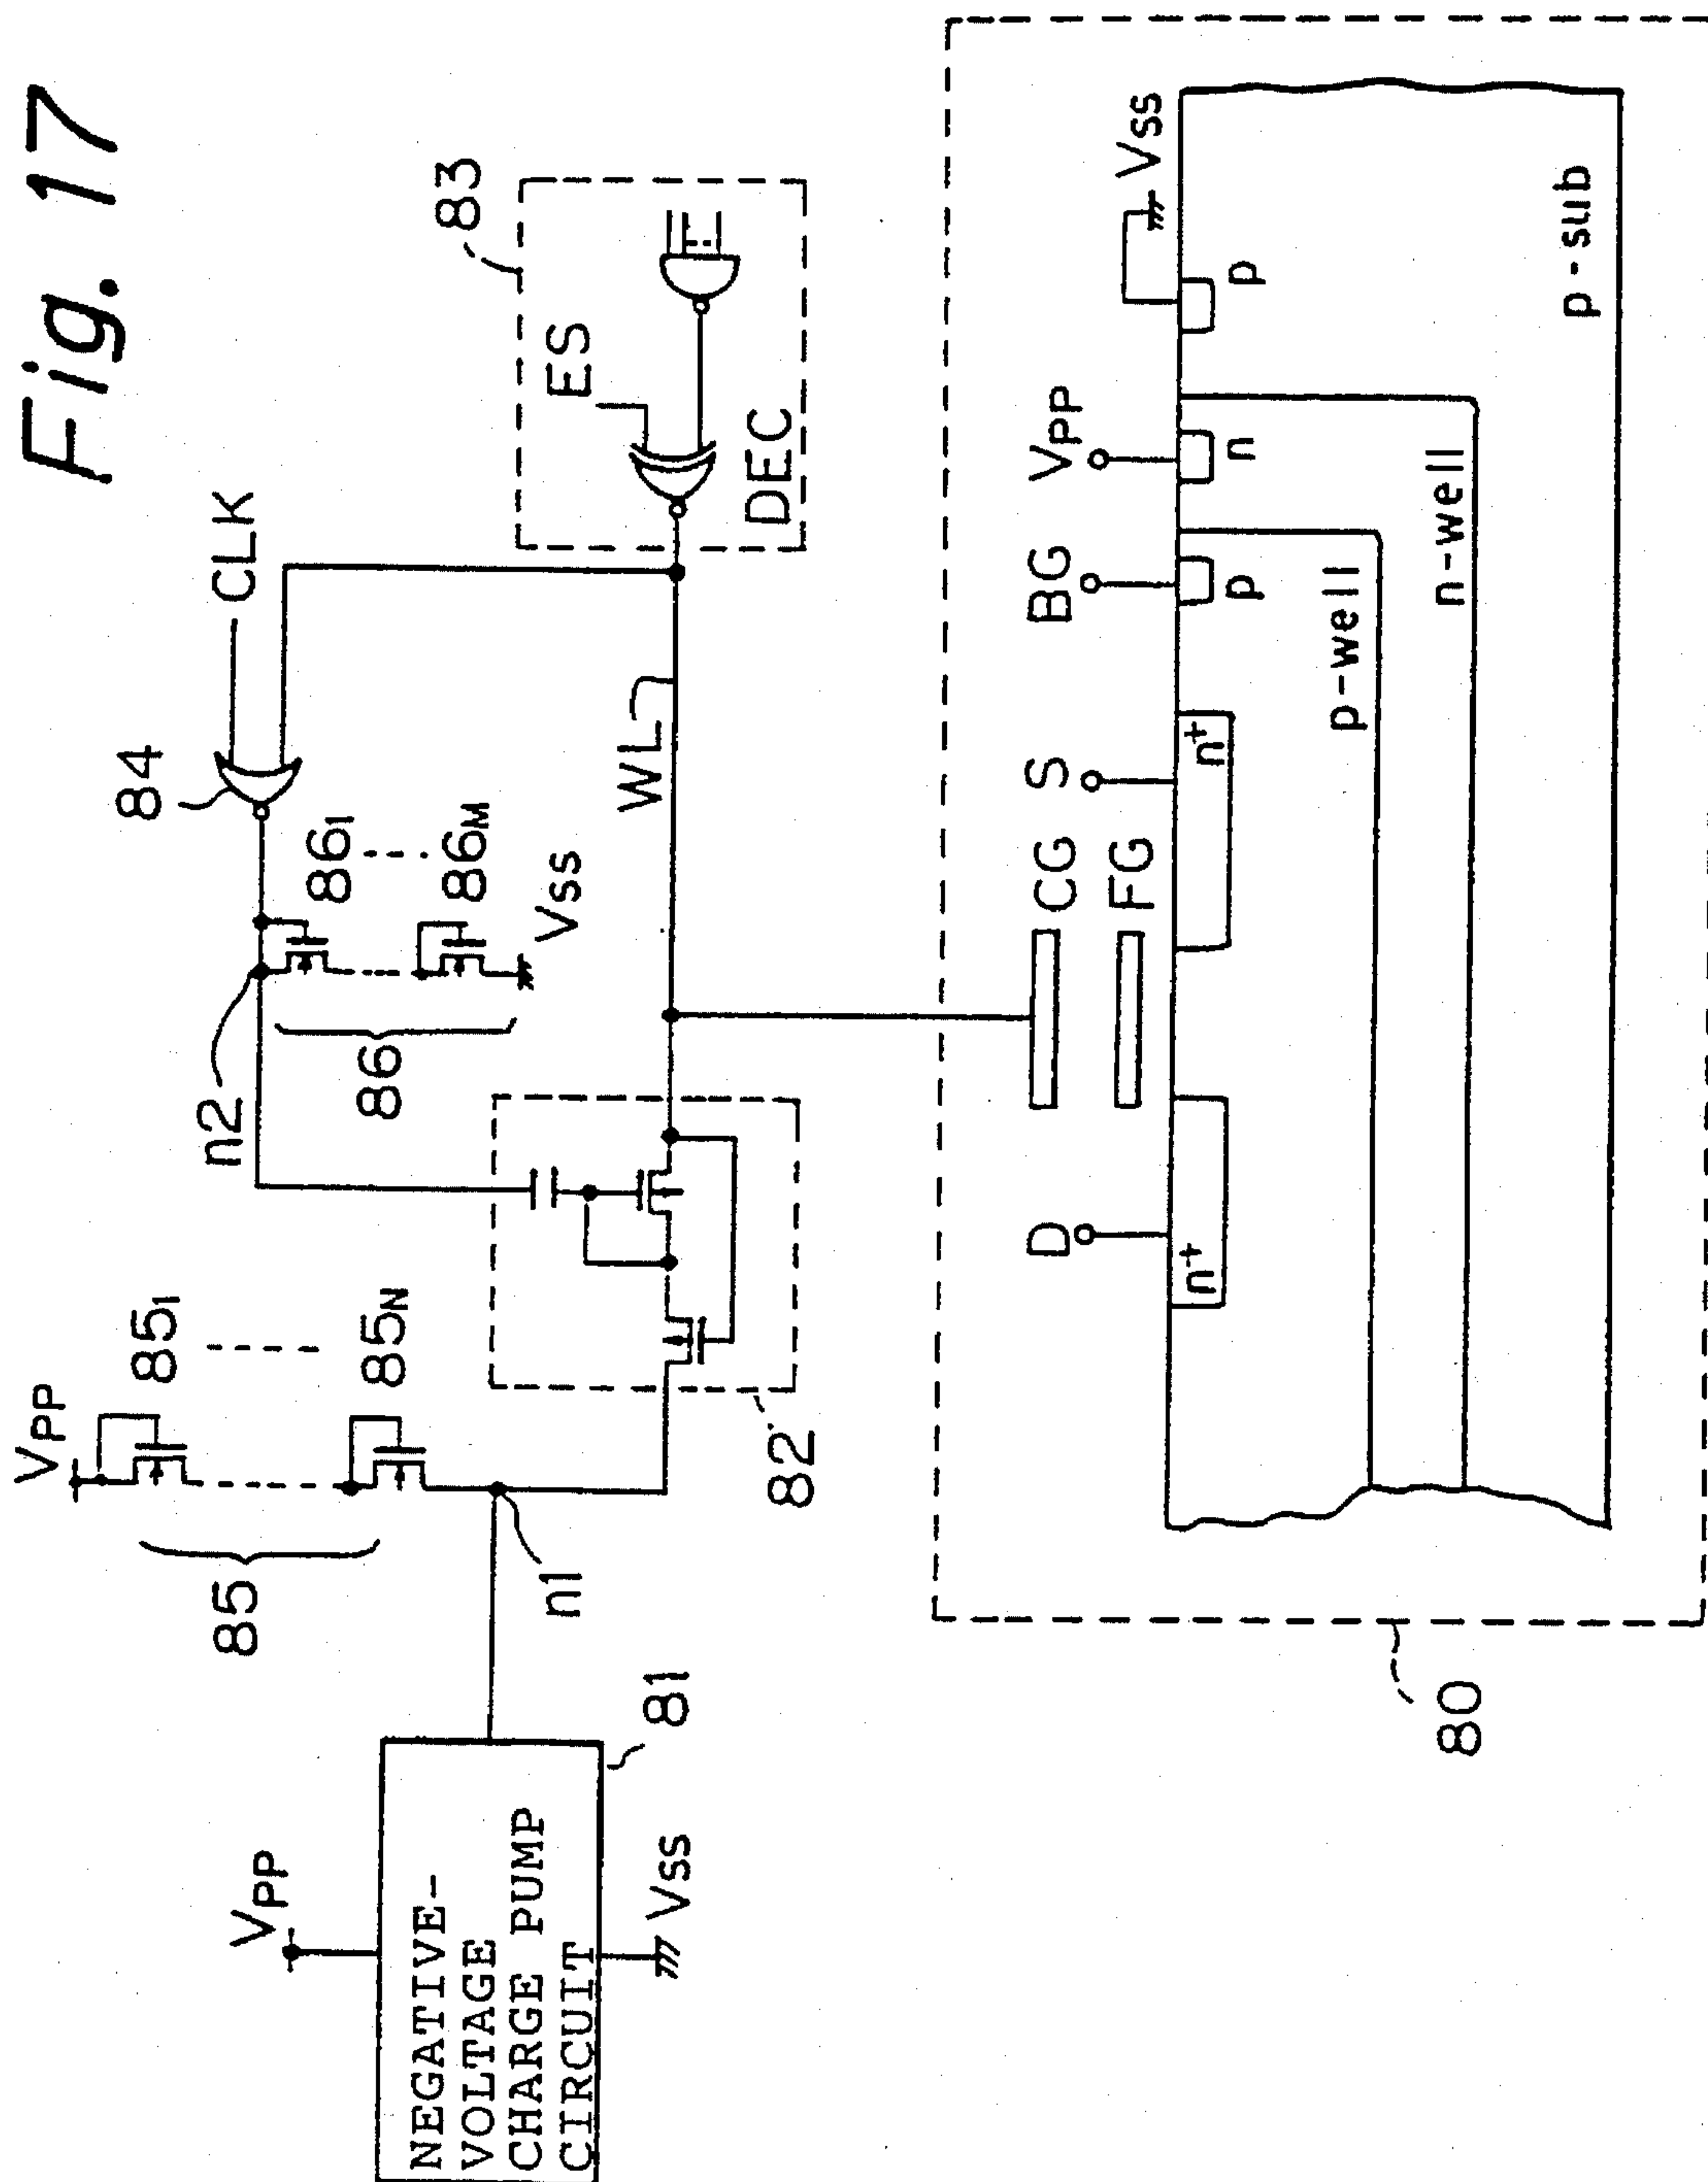 Fig. 17
VPP
NEGATIVE-
VOLTAGE
CHARGE PUMP
CIRCUIT
VSS
81
VPP
85
851
85N
n1
82
n2
86
861
86M
VSS
84
CLK
WL
83
ES
DEC
80
D
CG
FG
S
BG
VPP
VSS
n+
n+
p
n
p
p-well
n-well
p-sub